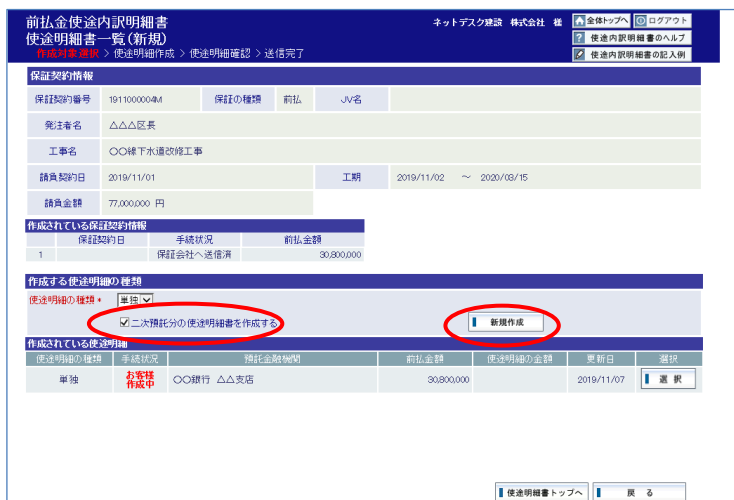 前払金使途内訳明細書
使途明細書一覧(新規)
作成対象選択 > 使途明細作成 > 使途明細確認 > 送信完了
ネットデスク建設 株式会社 様
全体トップへ ログアウト
使途内訳明細書のヘルプ
使途内訳明細書の記入例
保証契約情報
保証契約番号 1911000004M 保証の種類 前払 JV名
発注者名 △△△区長
工事名 〇〇線下水道改修工事
請負契約日 2019/11/01 工期 2019/11/02 ～ 2020/03/15
請負金額 77,000,000 円
作成されている保証契約情報
保証契約日 手続状況 前払金額
1 保証会社へ送信済 30,800,000
作成する使途明細の種類
使途明細の種類* 単独
二次預託分の使途明細書を作成する 新規作成
作成されている使途明細
使途明細の種類 手続状況 預託金融機関 前払金額 使途明細の金額 更新日 選択
単独 お客様作成中 〇〇銀行 △△支店 30,800,000 2019/11/07 選択
使途明細書トップへ 戻る